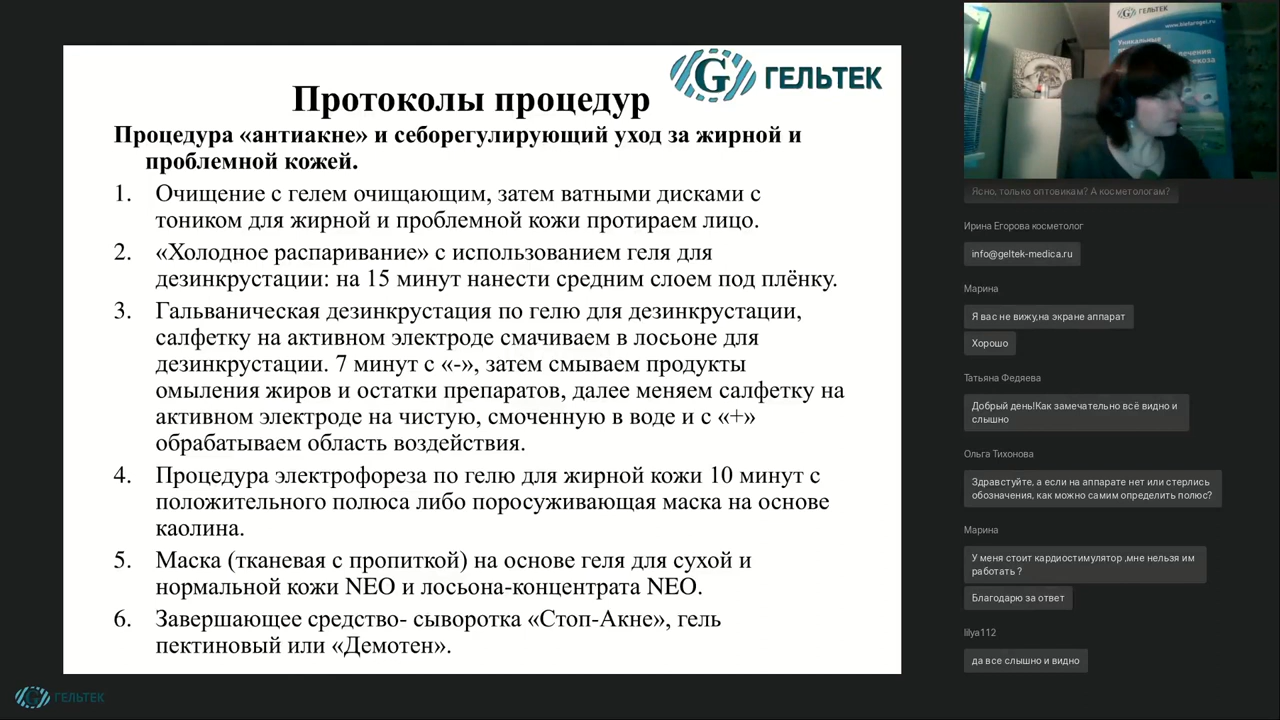 ГЕЛЬТЕК
Протоколы процедур
Процедура «антиакне» и себорегулирующий уход за жирной и
проблемной кожей.
1. Очищение с гелем очищающим, затем ватными дисками с
тоником для жирной и проблемной кожи протираем лицо.
2. «Холодное распаривание» с использованием геля для
дезинкрустации: на 15 минут нанести средним слоем под плёнку.
3. Гальваническая дезинкрустация по гелю для дезинкрустации,
салфетку на активном электроде смачиваем в лосьоне для
дезинкрустации. 7 минут с «-», затем смываем продукты
омыления жиров и остатки препаратов, далее меняем салфетку на
активном электроде на чистую, смоченную в воде и с «+»
обрабатываем область воздействия.
4. Процедура электрофореза по гелю для жирной кожи 10 минут с
положительного полюса либо поросуживающая маска на основе
каолина.
5. Маска (тканевая с пропиткой) на основе геля для сухой и
нормальной кожи NEO и лосьона-концентрата NEO.
6. Завершающее средство- сыворотка «Стоп-Акне», гель
пектиновый или «Демотен».
ГЕЛЬТЕК
ГЕЛЬТЕК
Уникальные
Ясно, только оптовикам? А косметологам?
Ирина Егорова косметолог
info@geltek-medica.ru
Марина
Я вас не вижу,на экране аппарат
Хорошо
Татьяна Федяева
Добрый день!Как замечательно всё видно и
слышно
Ольга Тихонова
Здравстуйте, а если на аппарате нет или стерлись
обозначения, как можно самим определить полюс?
Марина
У меня стоит кардиостимулятор ,мне нельзя им
работать ?
Благодарю за ответ
lilya112
да все слышно и видно